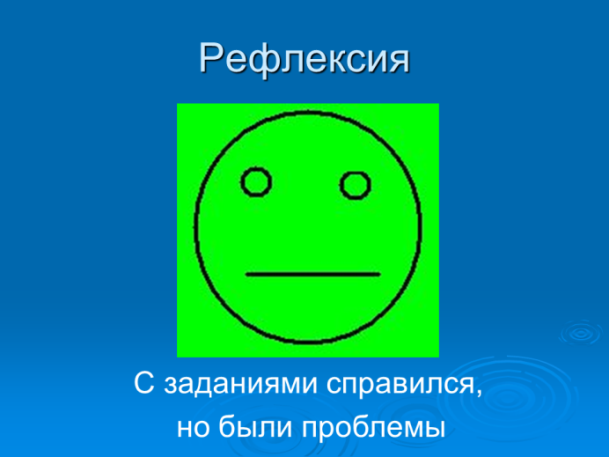 Рефлексия
С заданиями справился,
но были проблемы